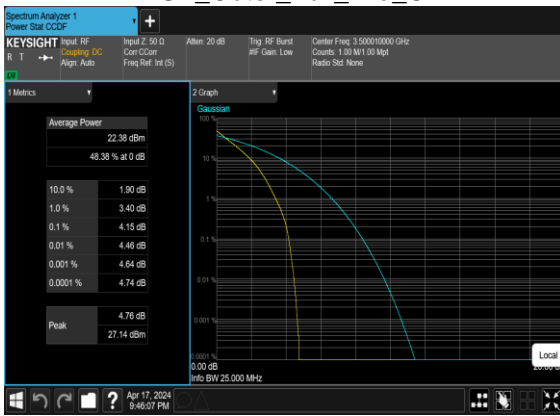 Spectrum Analyzer 1
Power Stat CCDF
+
KEYSIGHT
R T
LV
Input: RF
Coupling: DC
Align: Auto
Input Z: 50 Ω
Corr CCorr
Freq Ref: Int (S)
Atten: 20 dB
Trig: RF Burst
#IF Gain: Low
Center Freq: 3.500010000 GHz
Counts: 1.00 M/1.00 Mpt
Radio Std: None
1 Metrics
Average Power
22.38 dBm
48.38 % at 0 dB
10.0 % 1.90 dB
1.0 % 3.40 dB
0.1 % 4.15 dB
0.01 % 4.46 dB
0.001 % 4.64 dB
0.0001 % 4.74 dB
Peak
4.76 dB
27.14 dBm
2 Graph
Gaussian
100 %
10 %
1 %
0.1 %
0.01 %
0.001 %
0.0001 %
0.00 dB
Info BW 25.000 MHz
Local
?
Apr 17, 2024
9:46:07 PM